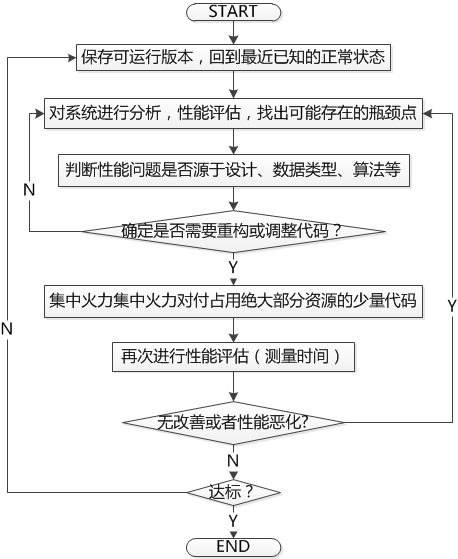 START
保存可运行版本，回到最近已知的正常状态
对系统进行分析，性能评估，找出可能存在的瓶颈点
判断性能问题是否源于设计、数据类型、算法等
N
确定是否需要重构或调整代码？
Y
集中火力集中火力对付占用绝大部分资源的少量代码
Y
N
再次进行性能评估（测量时间）
无改善或者性能恶化?
N
达标？
Y
END